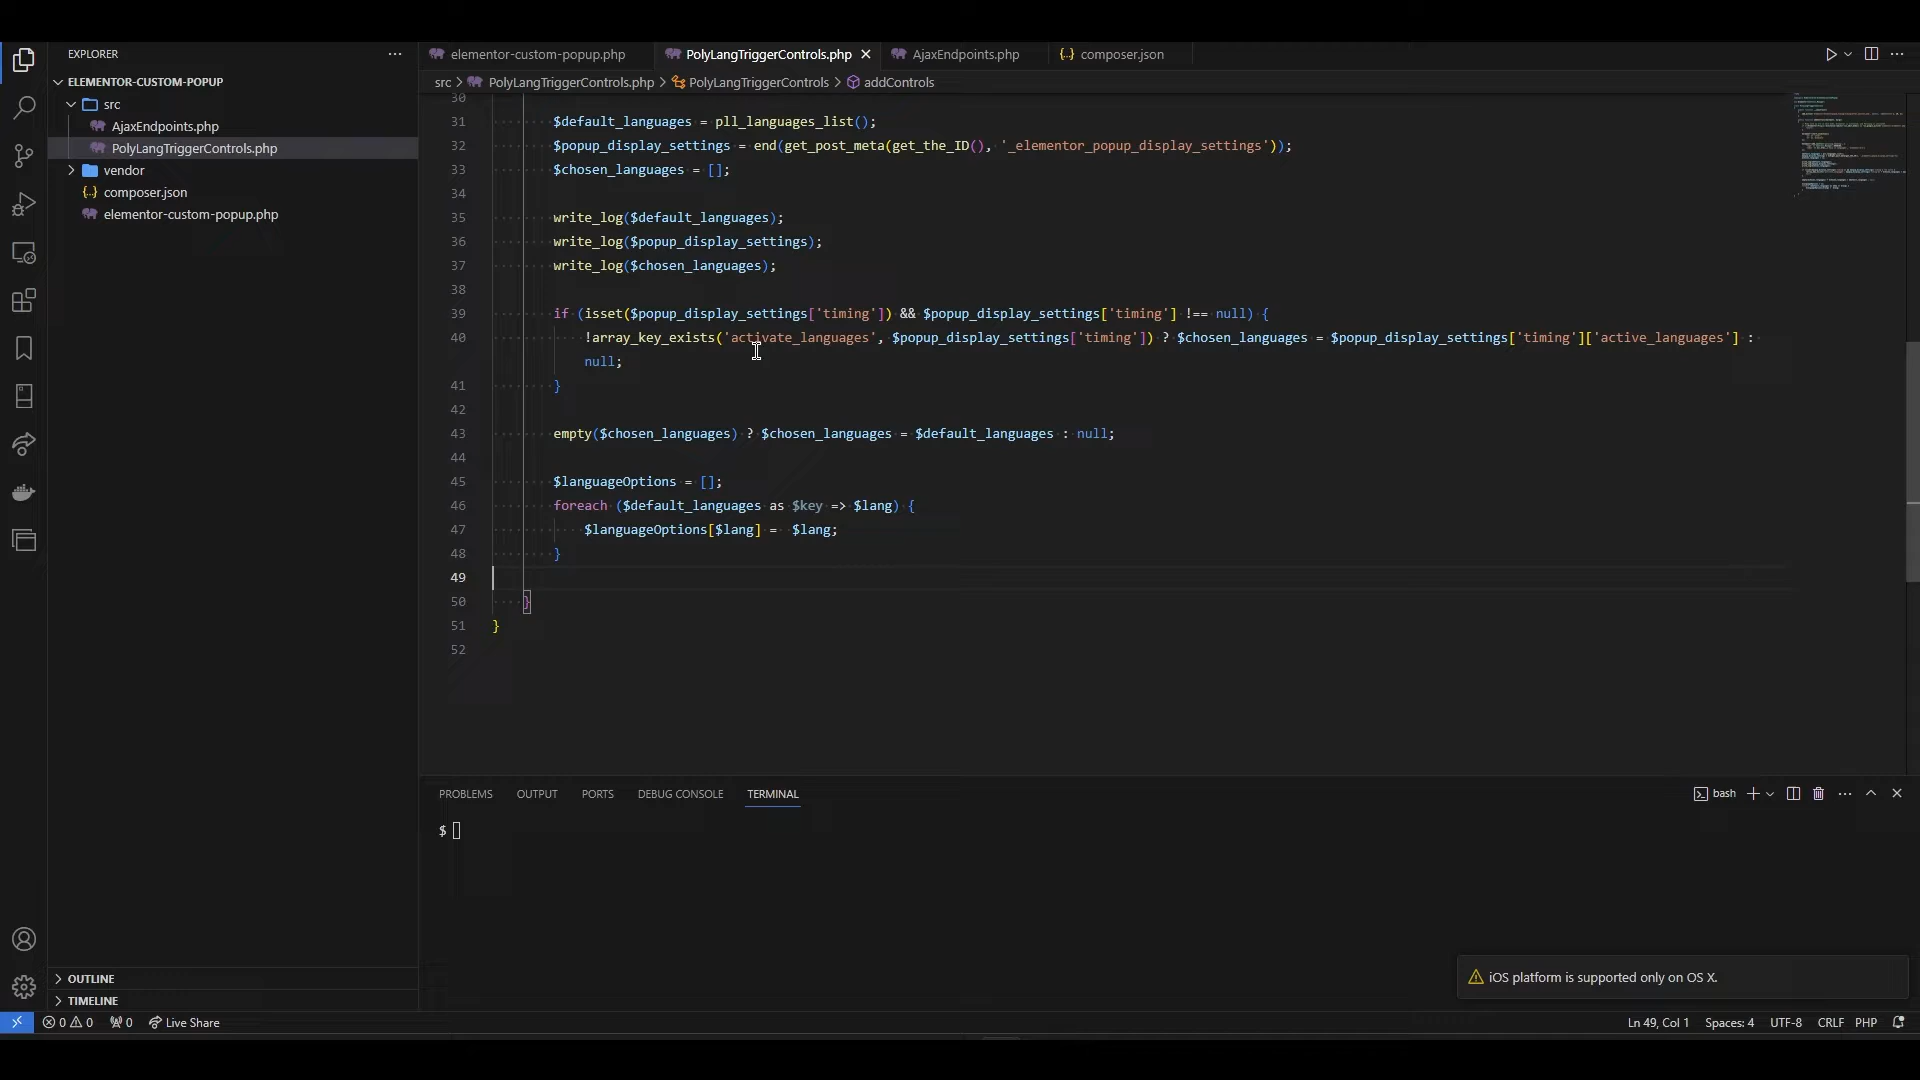 EXPLORER
ELEMENTOR-CUSTOM-POPUP
src
AjaxEndpoints.php
PolyLangTriggerControls.php
vendor
composer.json
elementor-custom-popup.php
OUTLINE
TIMELINE
elementor-custom-popup.php
PolyLangTriggerControls.php
AjaxEndpoints.php
composer.json
src > PolyLangTriggerControls.php > PolyLangTriggerControls > addControls
30
31 $default_languages = pll_languages_list();
32 $popup_display_settings = end(get_post_meta(get_the_ID(), '_elementor_popup_display_settings'));
33 $chosen_languages = [];
34
35 write_log($default_languages);
36 write_log($popup_display_settings);
37 write_log($chosen_languages);
38
39 if (isset($popup_display_settings['timing']) && $popup_display_settings['timing'] !== null) {
40 !array_key_exists('activate_languages', $popup_display_settings['timing']) ? $chosen_languages = $popup_display_settings['timing']['active_languages'] :
null;
41 }
42
43 empty($chosen_languages) ? $chosen_languages = $default_languages : null;
44
45 $languageOptions = [];
46 foreach ($default_languages as $key => $lang) {
47 $languageOptions[$lang] = $lang;
48 }
49
50 }
51 }
52
PROBLEMS OUTPUT PORTS DEBUG CONSOLE TERMINAL
bash
$
iOS platform is supported only on OS X.
0 0 0 Live Share
Ln 49, Col 1 Spaces: 4 UTF-8 CRLF PHP